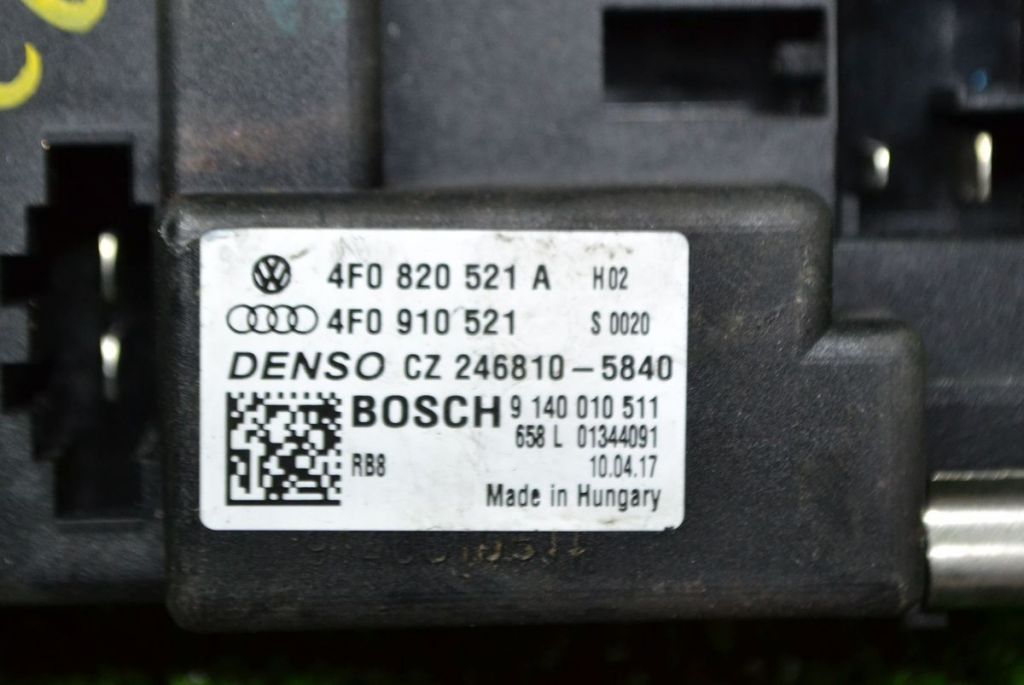 4F0 820 521 A H02
4F0 910 521 S 0020
DENSO CZ 246810-5840
BOSCH 9 140 010 511
658 L 01344091
RB8 10.04.17
Made in Hungary